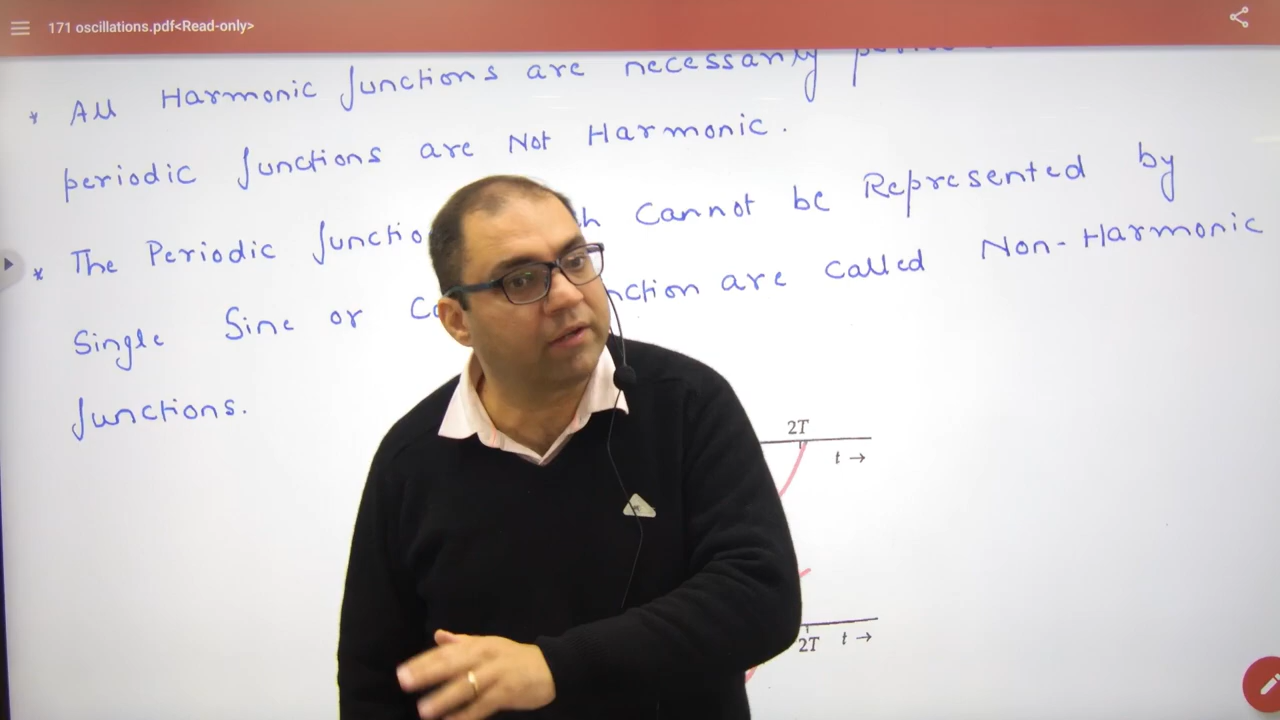 171 oscillations.pdf<Read-only>
* All Harmonic functions are necessarily
periodic functions are Not Harmonic.
* The Periodic Cannot be Represented by
Single Sine or are called Non-Harmonic
functions.
2T
t →
2T t →